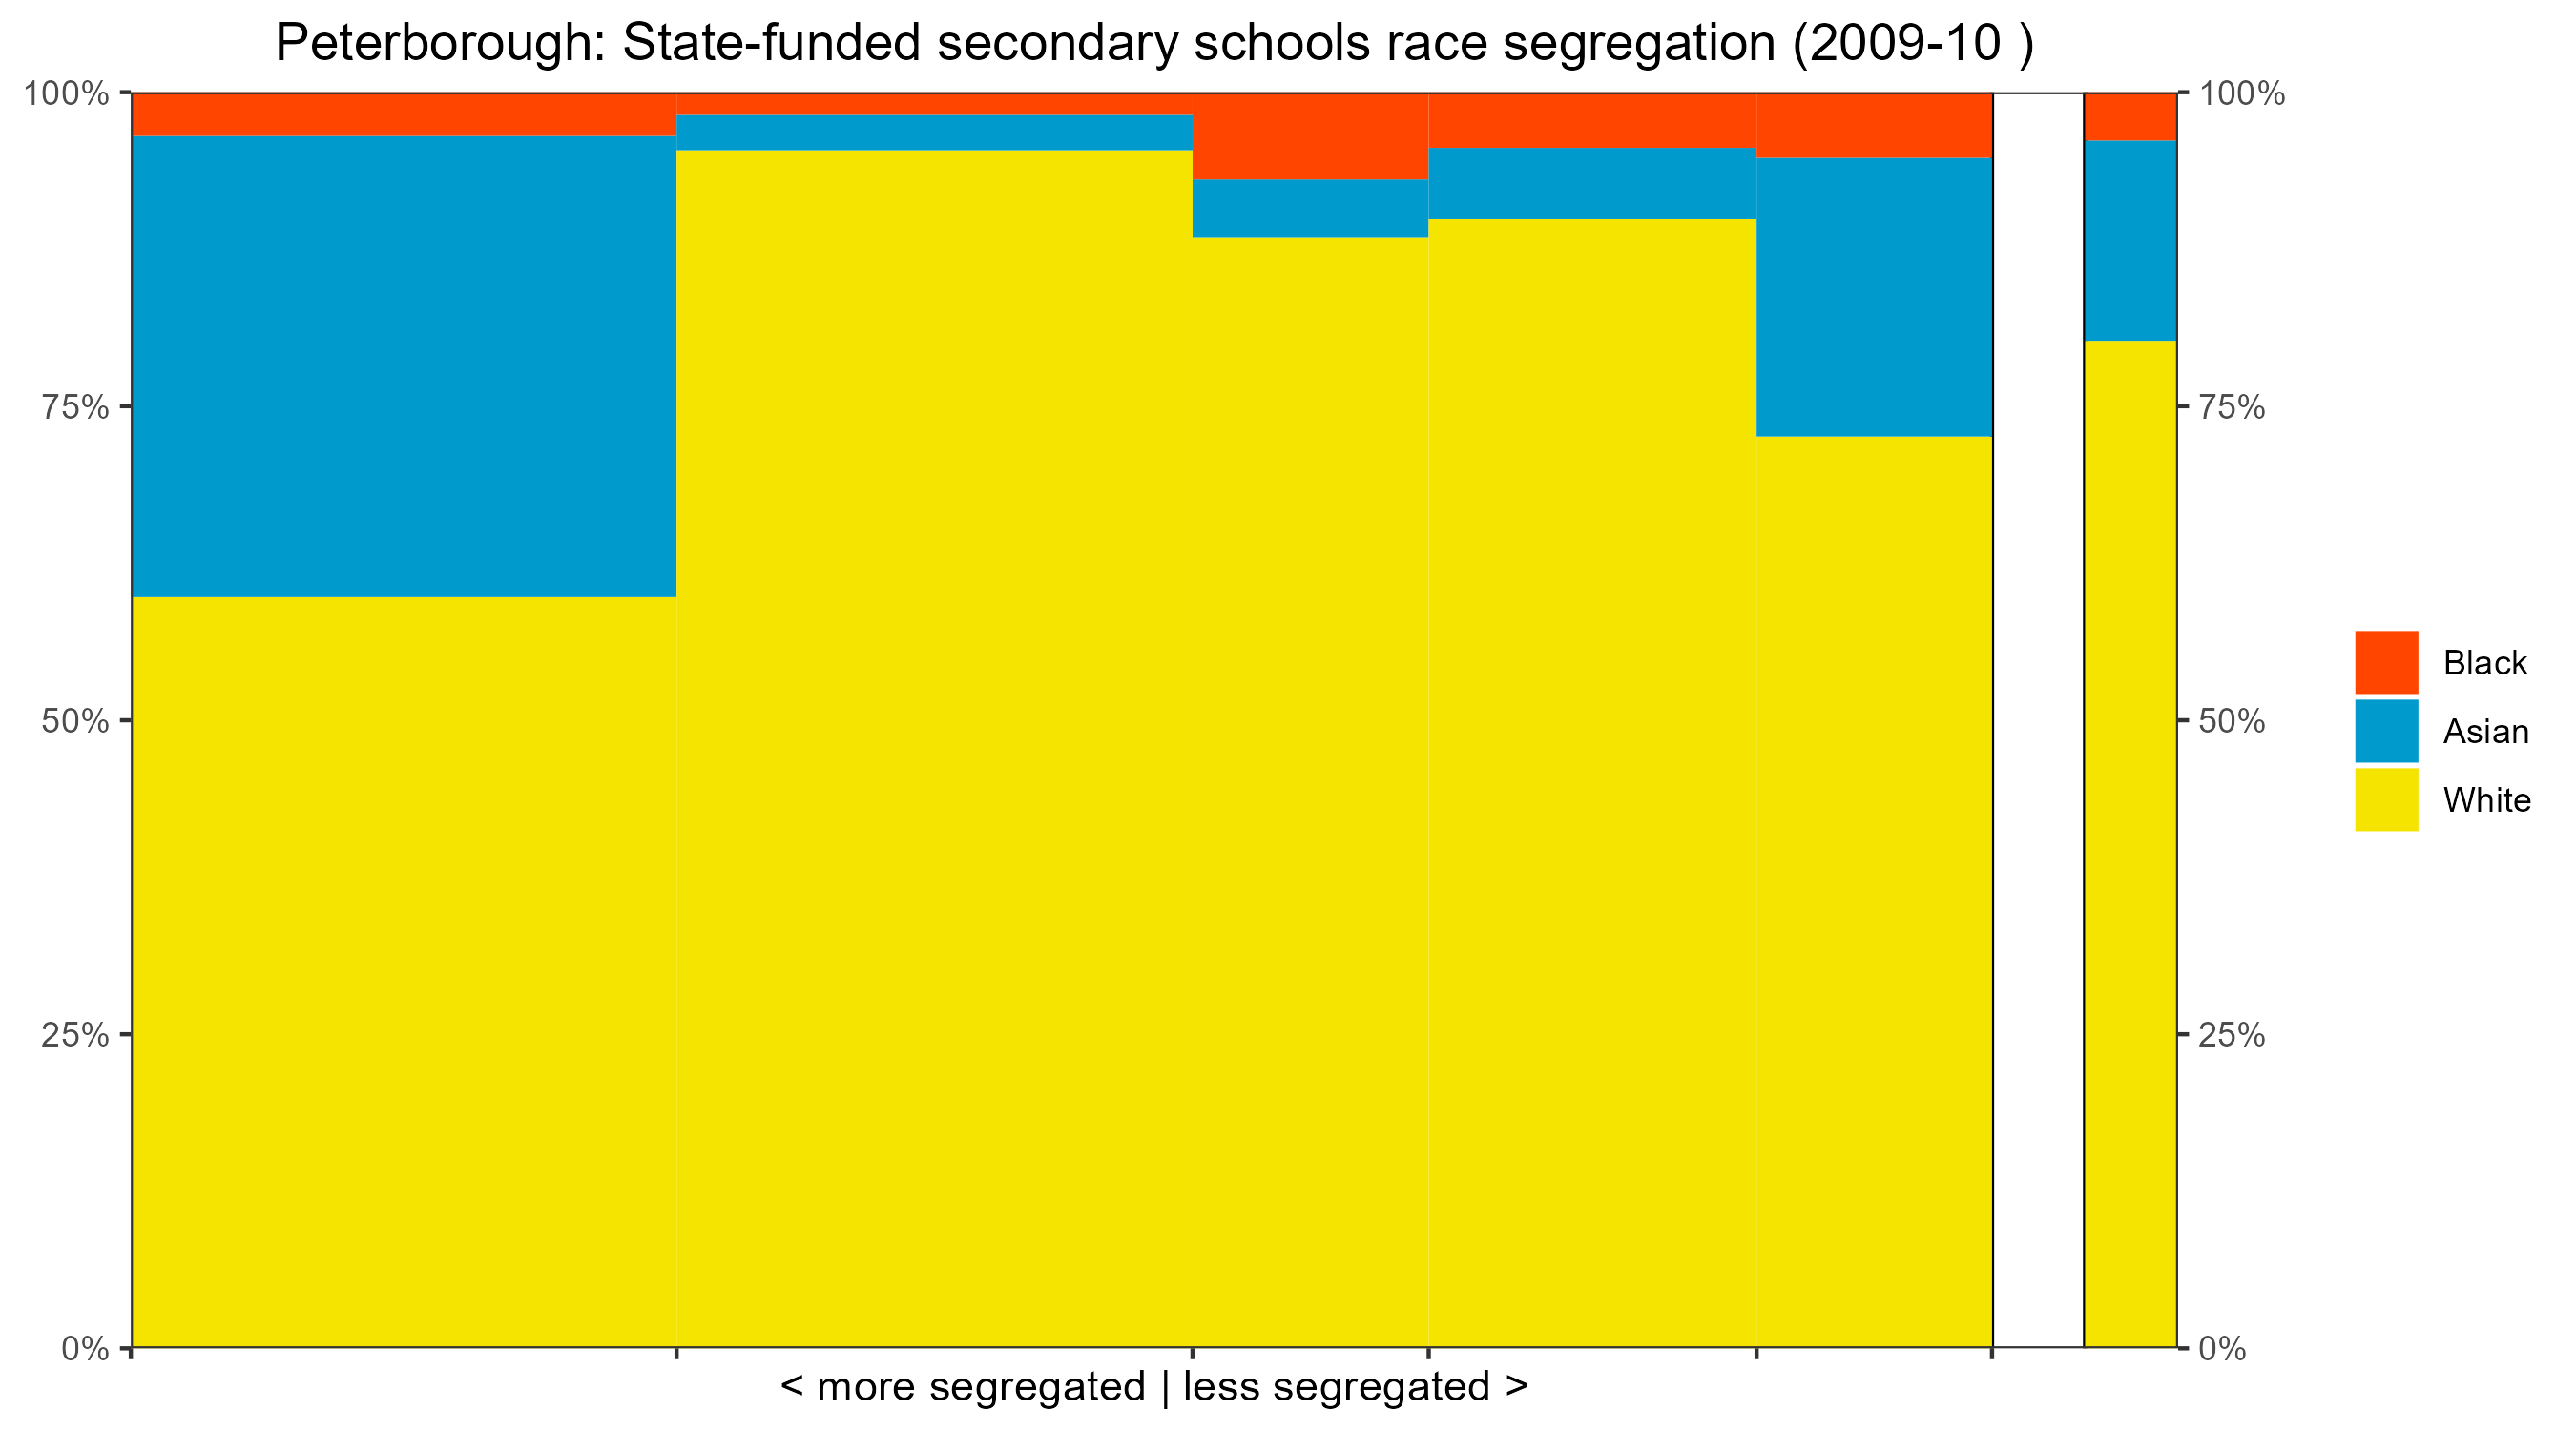 Peterborough: State-funded secondary schools race segregation (2009-10 )
100%
75%
50%
25%
0%
100%
75%
50%
25%
0%
Black
Asian
White
< more segregated | less segregated >